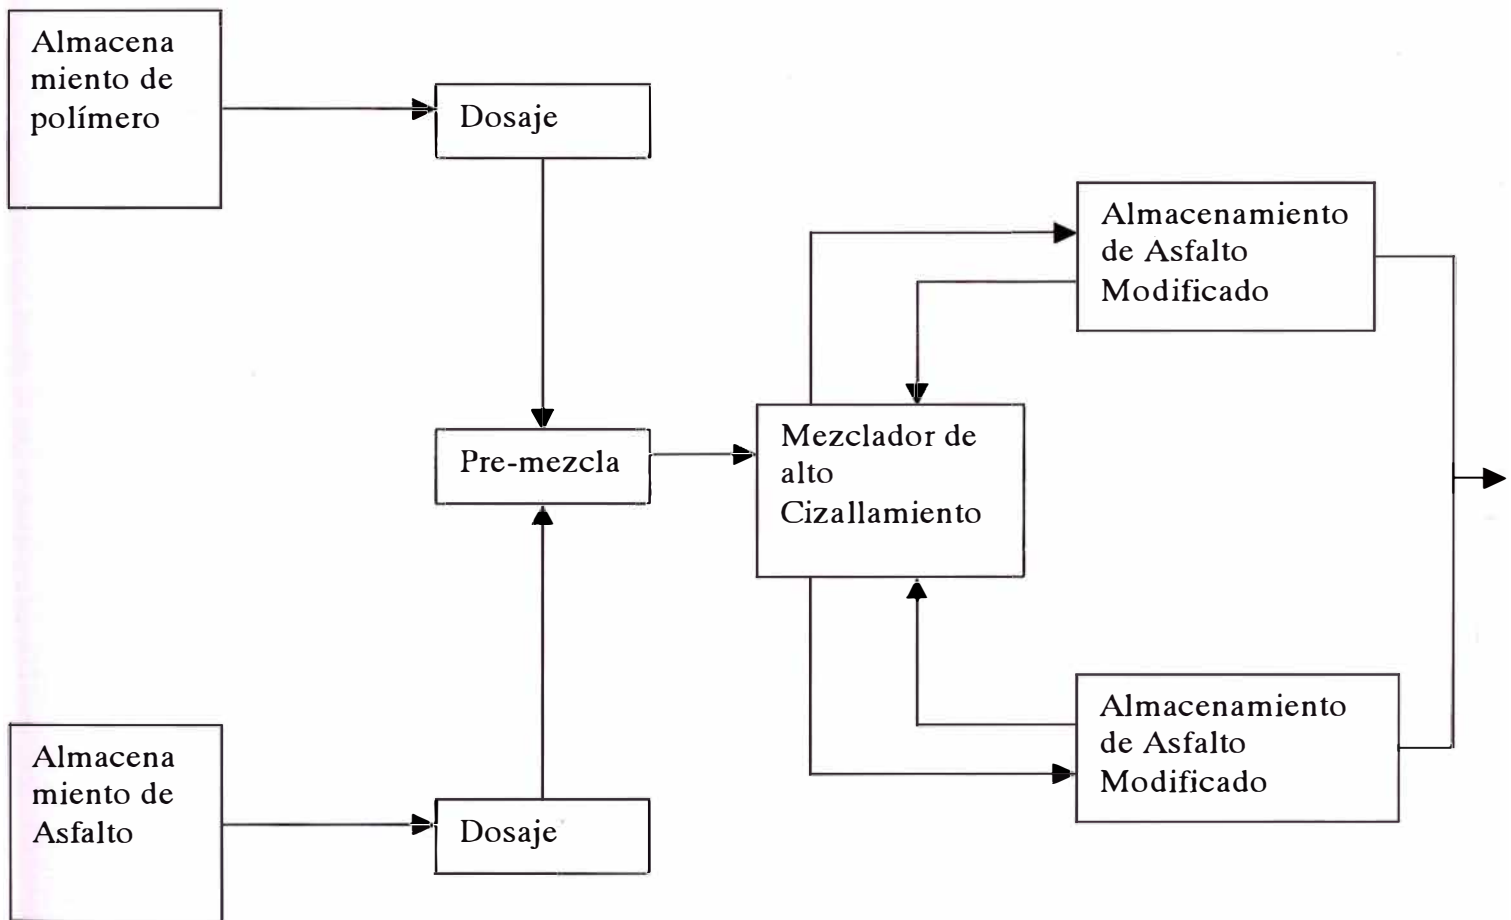 Almacena
miento de
polímero
Dosaje
Almacenamiento
de Asfalto
Modificado
Pre-mezcla
Mezclador de
alto
Cizallamiento
Almacenamiento
de Asfalto
Modificado
Almacena
miento de
Asfalto
Dosaje